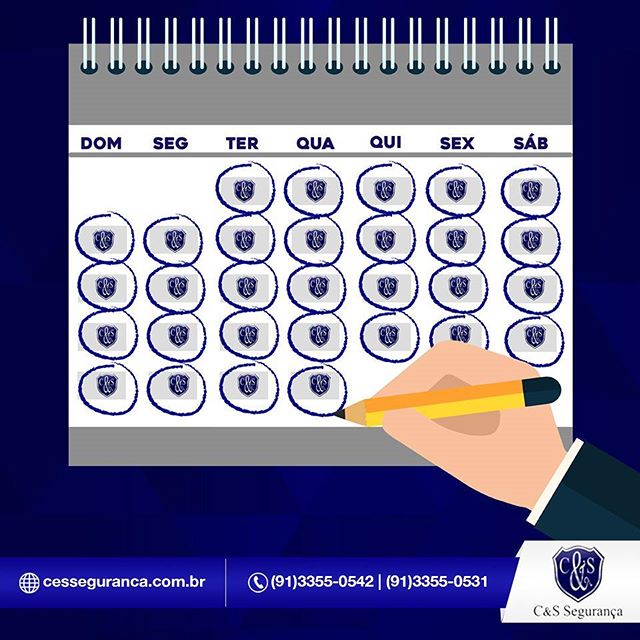 DOM SEG TER QUA QUI SEX SÁB
C&S C&S C&S C&S C&S
C&S C&S C&S C&S C&S C&S C&S
C&S C&S C&S C&S C&S C&S C&S
C&S C&S C&S C&S C&S C&S C&S
C&S C&S C&S C&S
cesseguranca.com.br (91)3355-0542 | (91)3355-0531
C&S
C&S Segurança